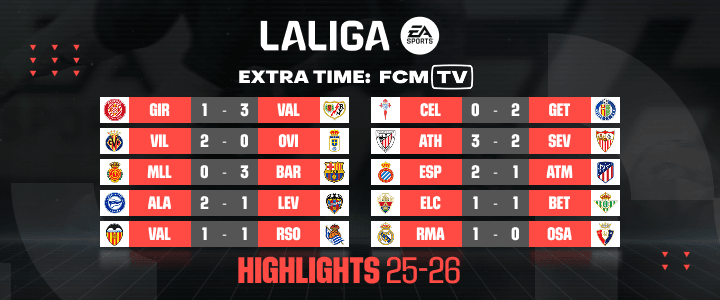 LALIGA EA SPORTS
EXTRA TIME: FCM TV
GIR 1 - 3 VAL
VIL 2 - 0 OVI
MLL 0 - 3 BAR
ALA 2 - 1 LEV
VAL 1 - 1 RSO
CEL 0 - 2 GET
ATH 3 - 2 SEV
ESP 2 - 1 ATM
ELC 1 - 1 BET
RMA 1 - 0 OSA
HIGHLIGHTS 25-26